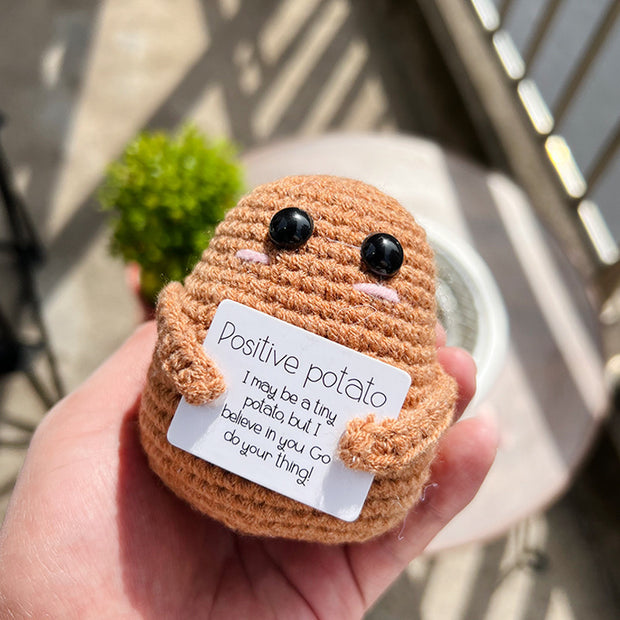 Positive potato
I may be a tiny
potato, but I
believe in you Go
do your thing!